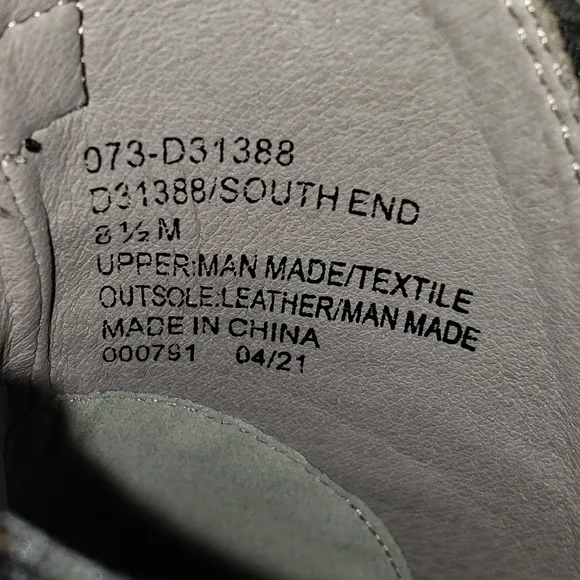 073-D31388
D31388/SOUTH END
8 ½ M
UPPER:MAN MADE/TEXTILE
OUTSOLE:LEATHER/MAN MADE
MADE IN CHINA
000791 04/21